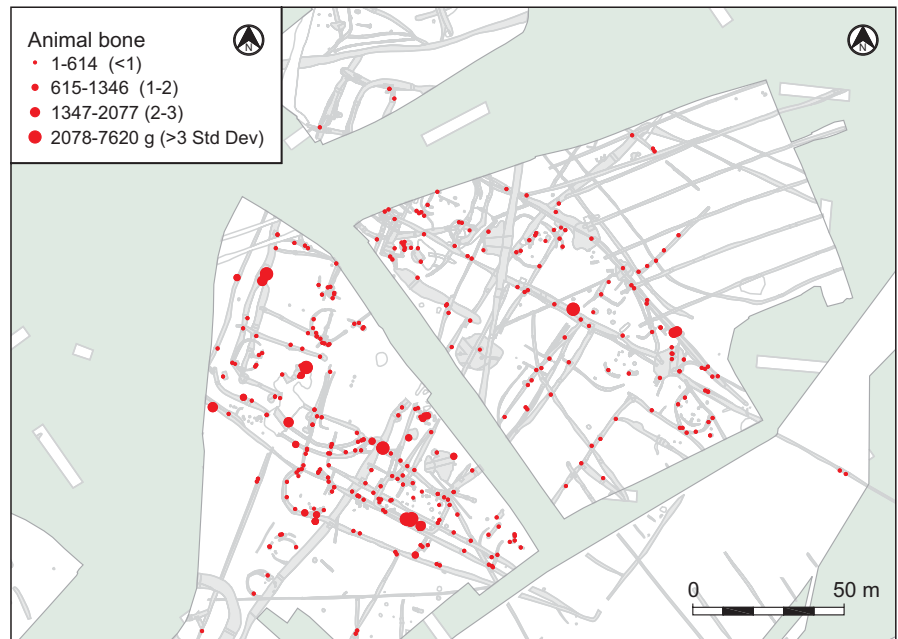 Animal bone
N
1-614 (<1)
615-1346 (1-2)
1347-2077 (2-3)
2078-7620 g (>3 Std Dev)
N
0 50 m